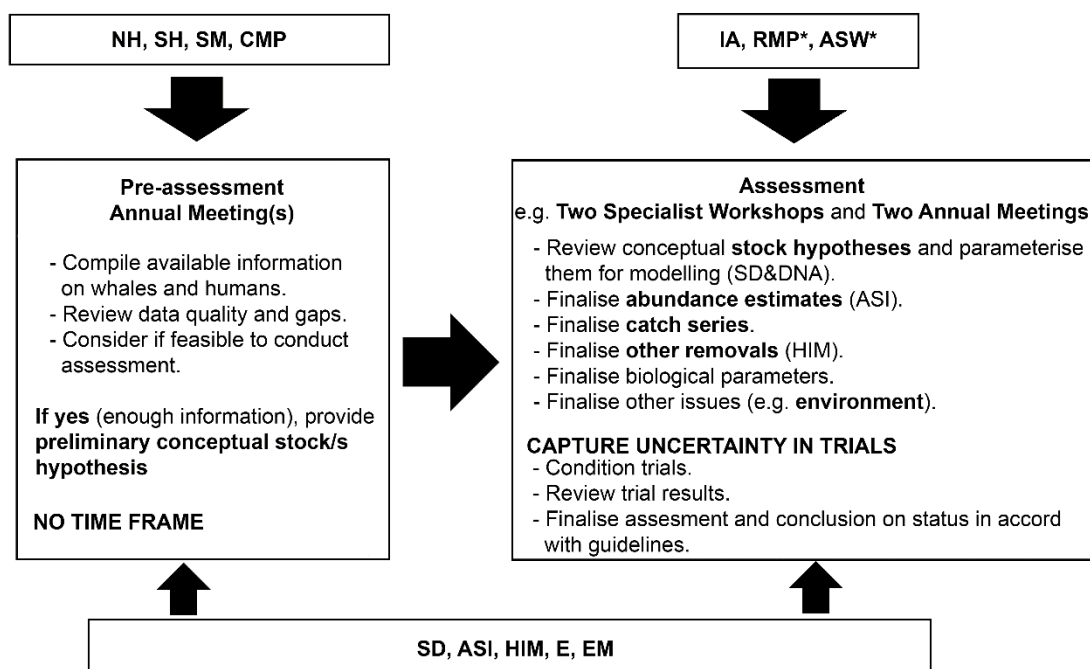 NH, SH, SM, CMP
IA, RMP*, ASW*
Pre-assessment
Annual Meeting(s)
- Compile available information
on whales and humans.
- Review data quality and gaps.
- Consider if feasible to conduct
assessment.
If yes (enough information), provide
preliminary conceptual stock/s
hypothesis
NO TIME FRAME
Assessment
e.g. Two Specialist Workshops and Two Annual Meetings
- Review conceptual stock hypotheses and parameterise
them for modelling (SD&DNA).
- Finalise abundance estimates (ASI).
- Finalise catch series.
- Finalise other removals (HIM).
- Finalise biological parameters.
- Finalise other issues (e.g. environment).
CAPTURE UNCERTAINTY IN TRIALS
- Condition trials.
- Review trial results.
- Finalise assesment and conclusion on status in accord
with guidelines.
SD, ASI, HIM, E, EM